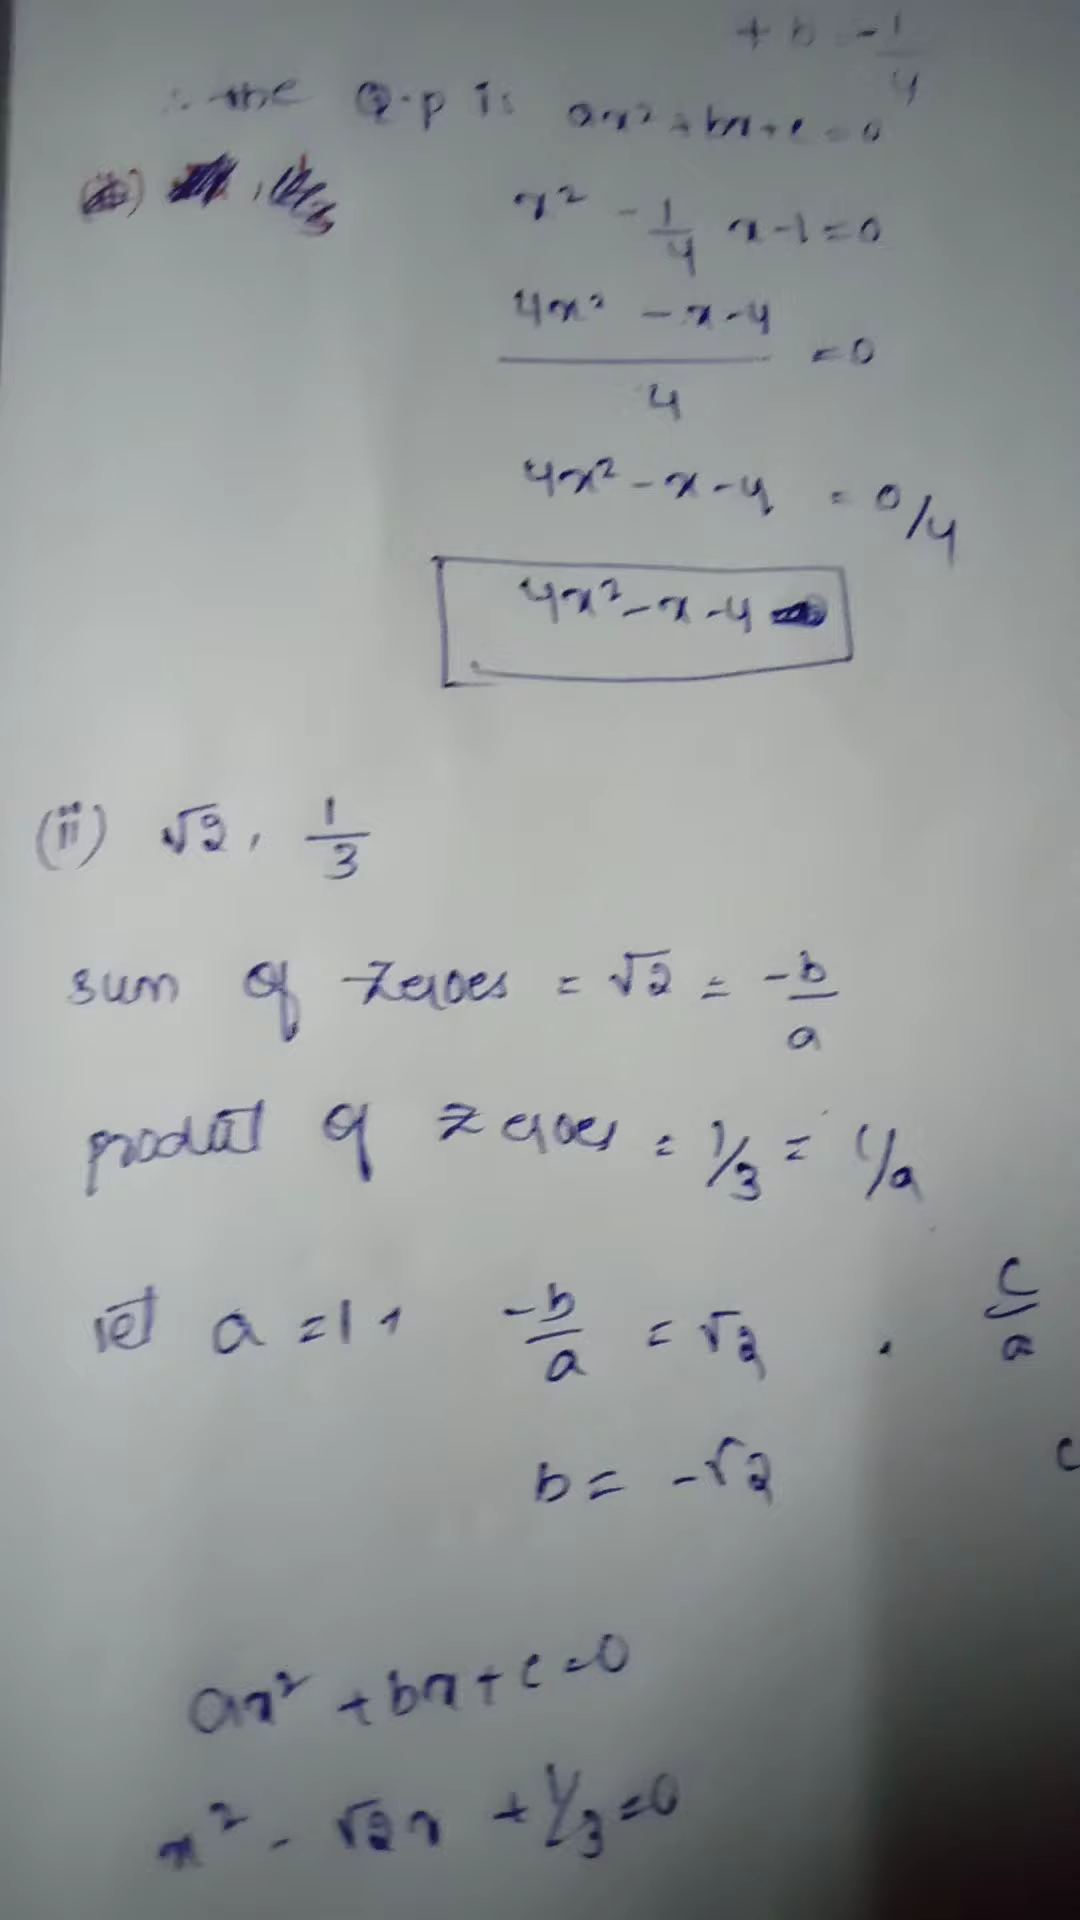 + b = -1/4
∴ the Q.p is ax² + bx + c = 0
x² - 1/4 x - 1 = 0
4x² - x - 4 / 4 = 0
4x² - x - 4 = 0/4
4x² - x - 4
(ii) √2, 1/3
sum of zeroes = √2 = -b/a
product of zeroes = 1/3 = c/a
let a = 1, -b/a = √2, c/a
b = -√2 c
ax² + bx + c = 0
x² - √2x + 1/3 = 0